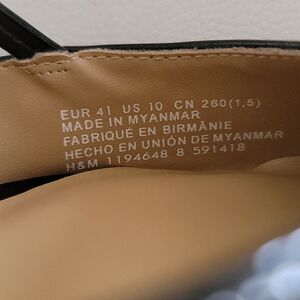 EUR 41 US 10 CN 260(1,5)
MADE IN MYANMAR
FABRIQUÉ EN BIRMÂNIE
HECHO EN UNIÓN DE MYANMAR
H&M 1194648 8 591418